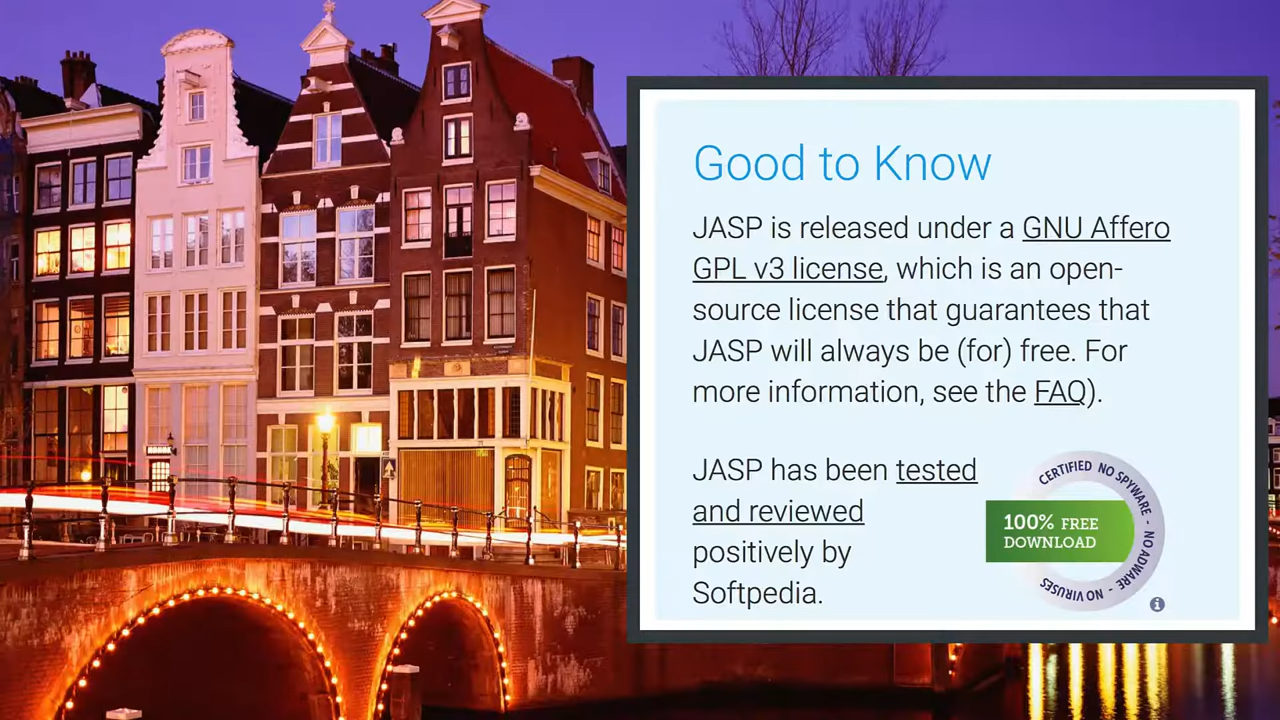 Good to Know
JASP is released under a GNU Affero
GPL v3 license, which is an open-
source license that guarantees that
JASP will always be (for) free. For
more information, see the FAQ).
JASP has been tested
and reviewed
positively by
Softpedia.
CERTIFIED NO SPYWARE - NO ADWARE - NO VIRUSES
100% FREE
DOWNLOAD
i